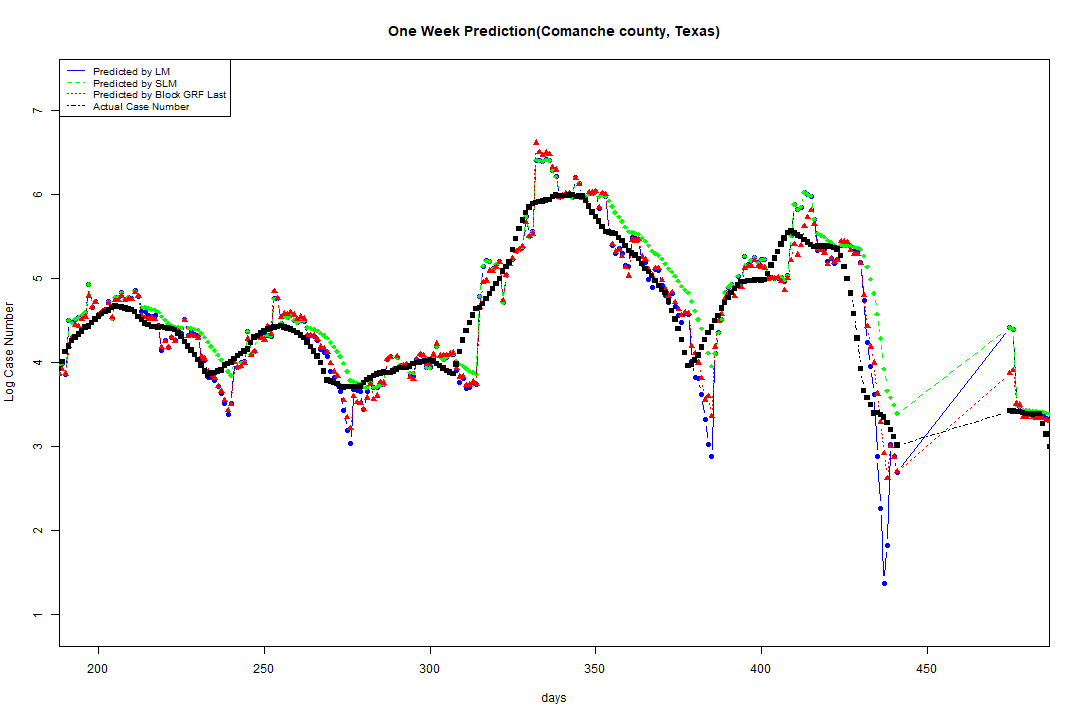 One Week Prediction(Comanche county, Texas)
Predicted by LM
Predicted by SLM
Predicted by Block GRF Last
Actual Case Number
7
6
5
4
3
2
1
Log Case Number
200 250 300 350 400 450
days